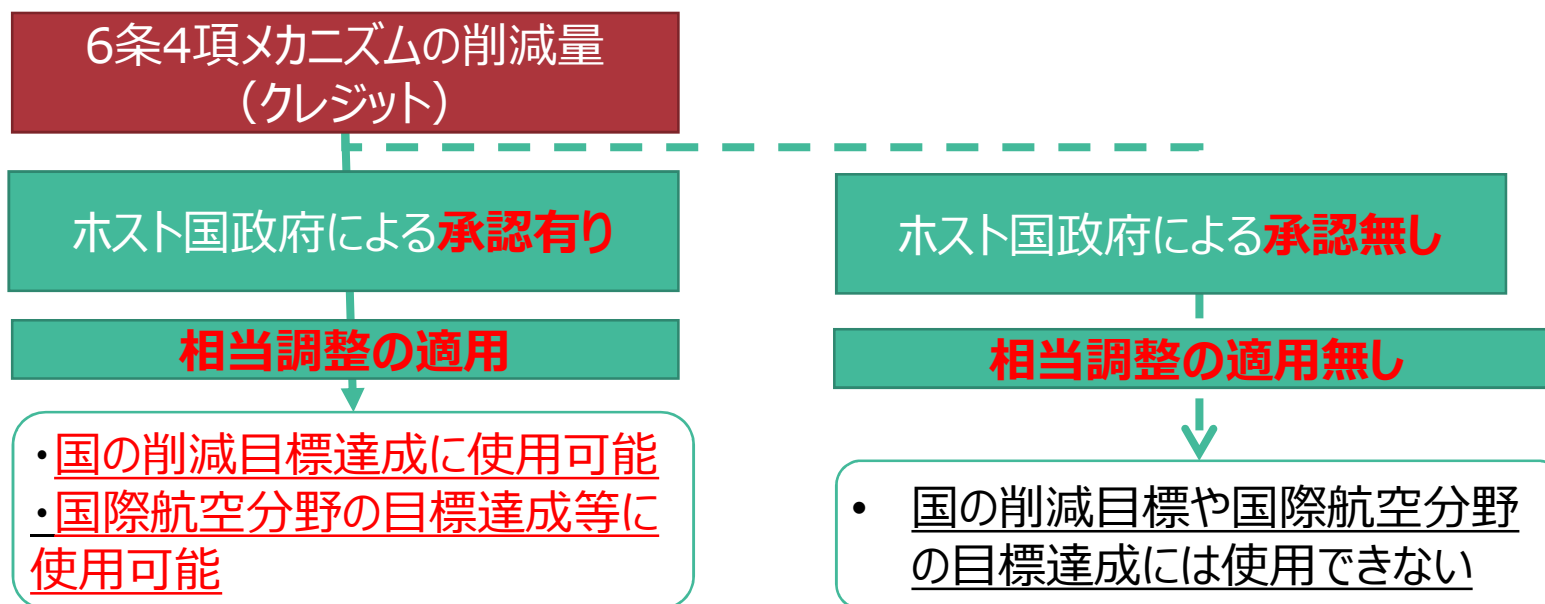 6条4項メカニズムの削減量
（クレジット）
ホスト国政府による承認有り
相当調整の適用
・国の削減目標達成に使用可能
・国際航空分野の目標達成等に
使用可能
ホスト国政府による承認無し
相当調整の適用無し
• 国の削減目標や国際航空分野
の目標達成には使用できない